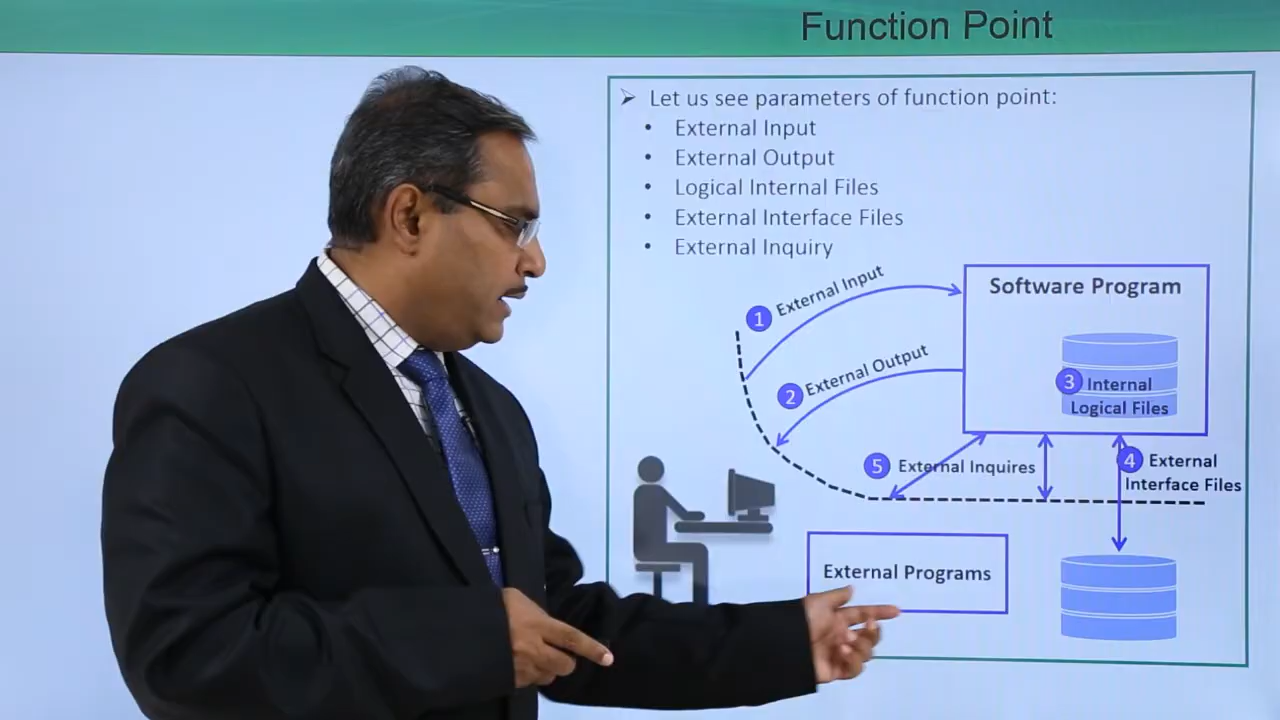 Function Point
Let us see parameters of function point:
External Input
External Output
Logical Internal Files
External Interface Files
External Inquiry
1 External Input
Software Program
2 External Output
3 Internal
Logical Files
5 External Inquires
4 External
Interface Files
External Programs